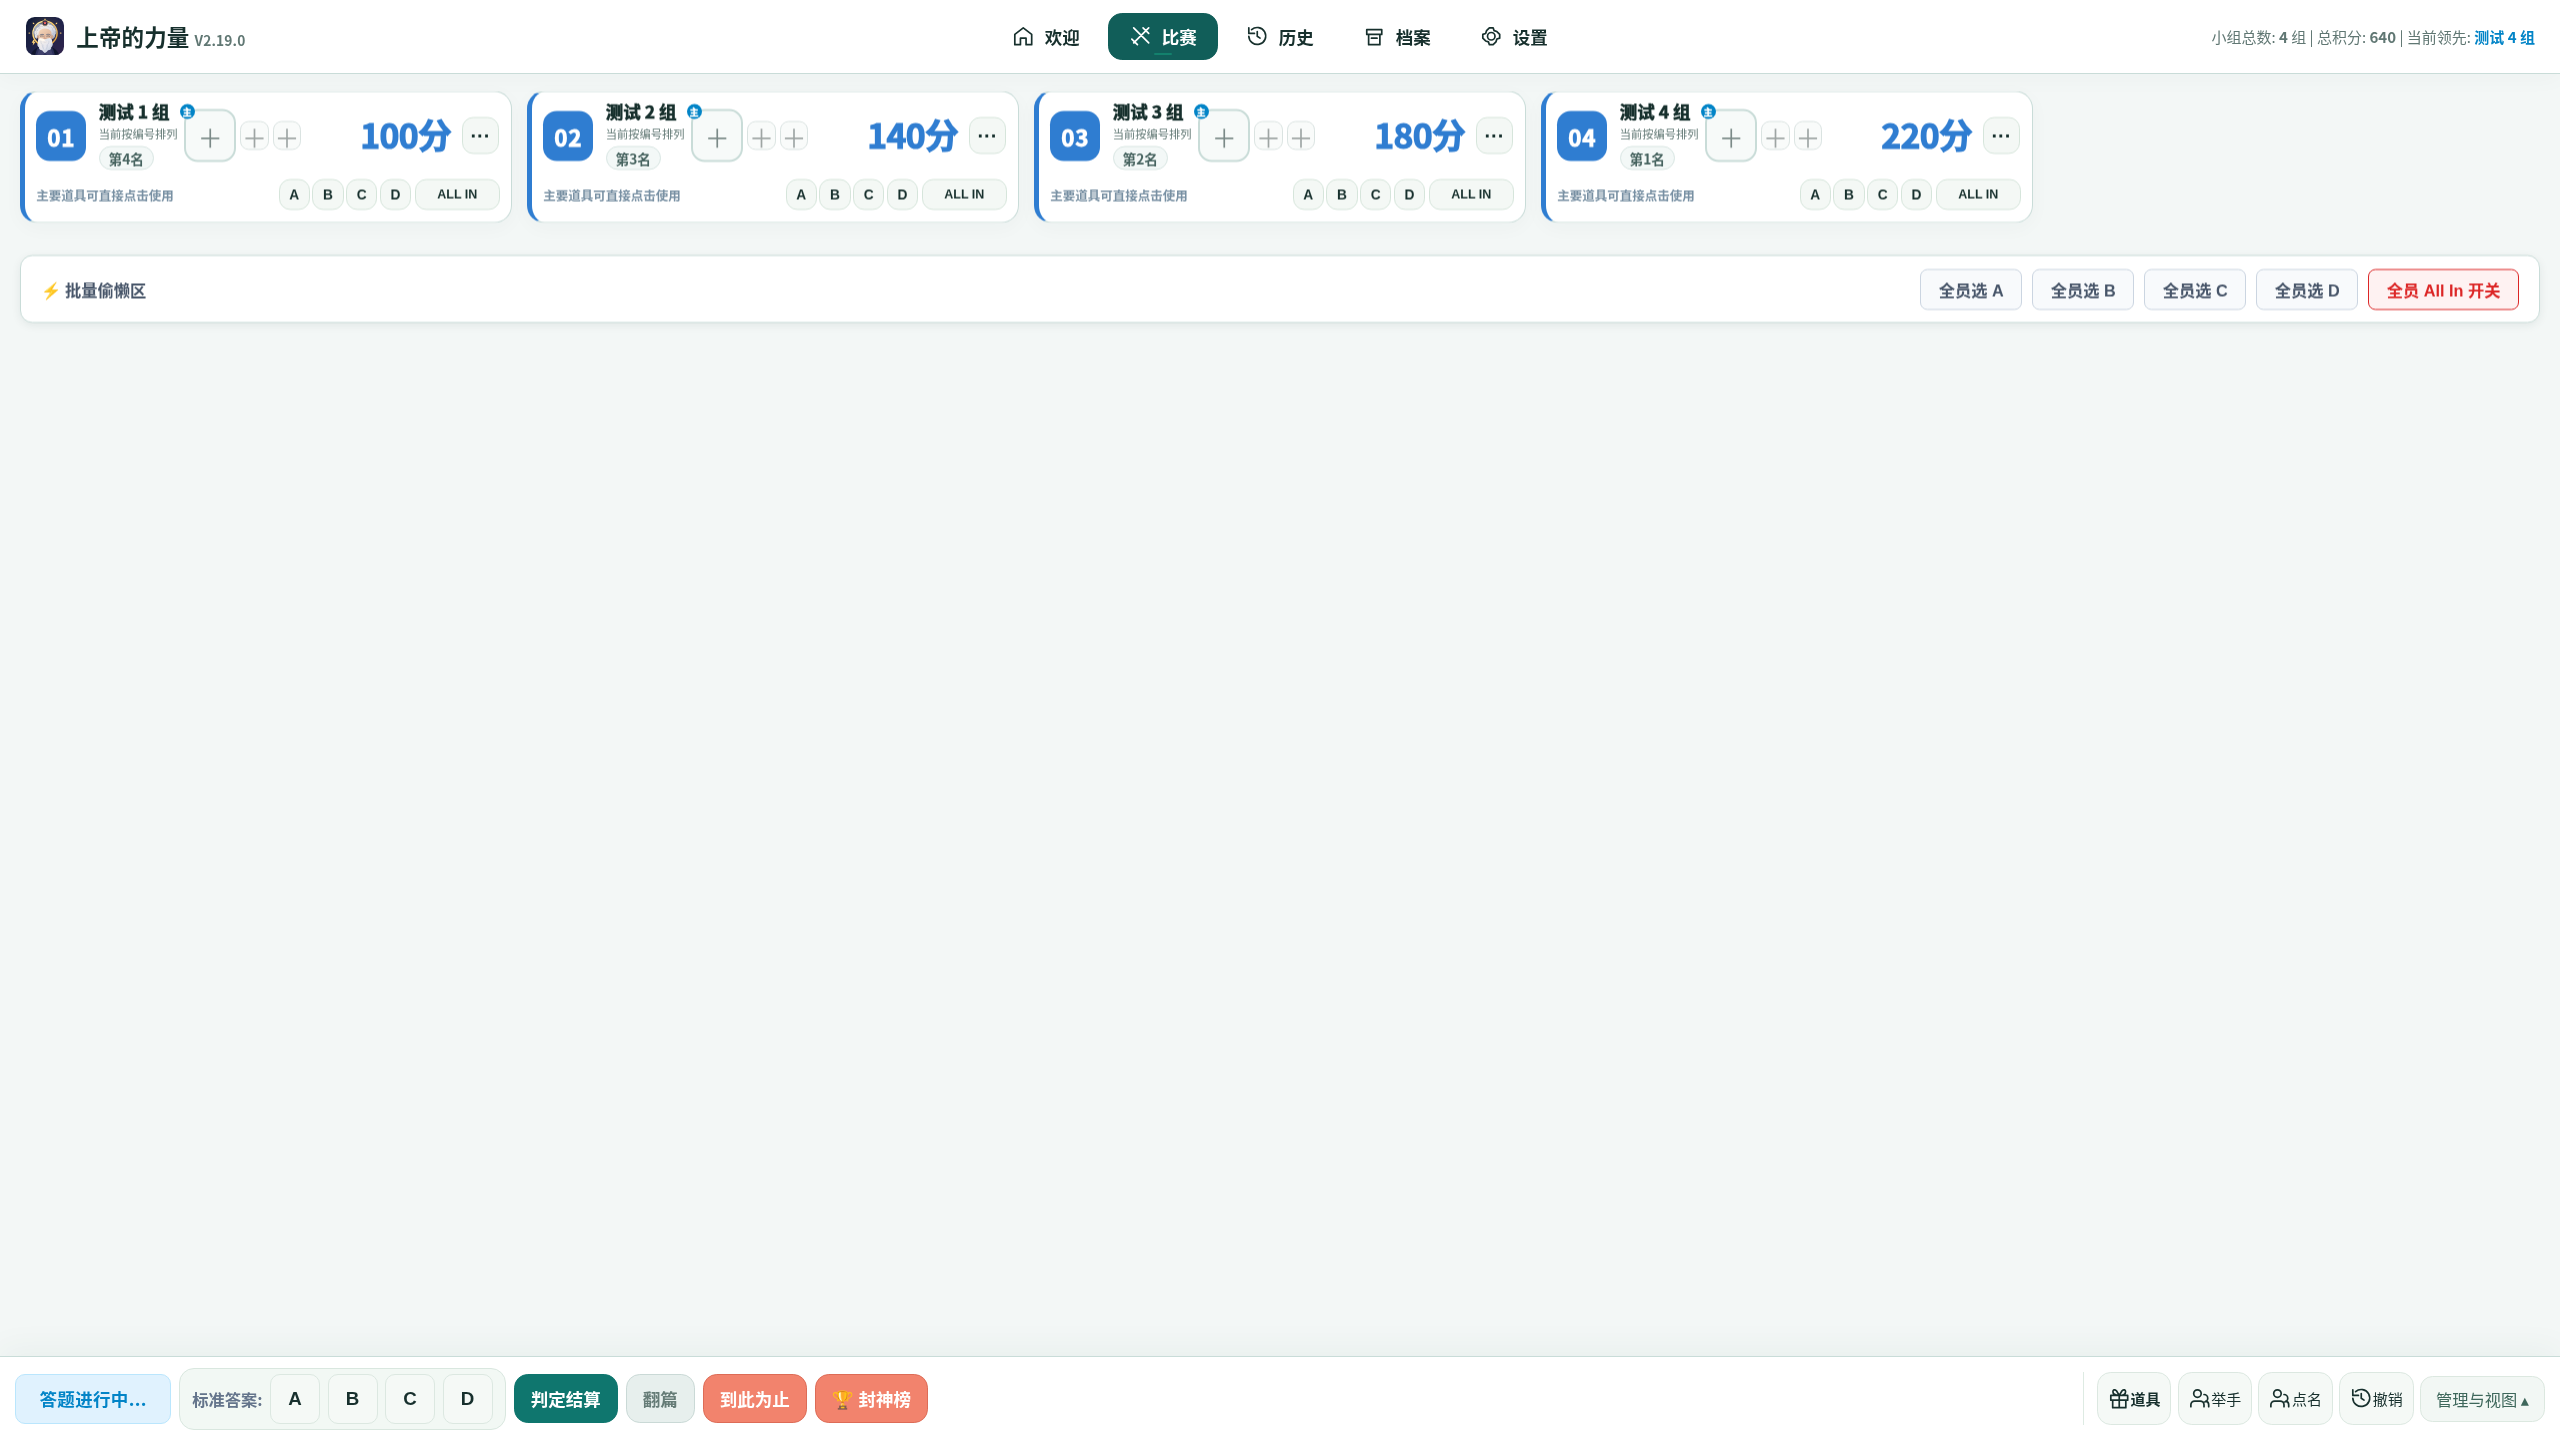 上帝的力量 V2.19.0
欢迎 比赛 历史 档案 设置
小组总数: 4 组 | 总积分: 640 | 当前领先: 测试 4 组
01 测试 1 组 主 当前按编号排列 第4名 100分 ···
主要道具可直接点击使用 A B C D ALL IN
02 测试 2 组 主 当前按编号排列 第3名 140分 ···
主要道具可直接点击使用 A B C D ALL IN
03 测试 3 组 主 当前按编号排列 第2名 180分 ···
主要道具可直接点击使用 A B C D ALL IN
04 测试 4 组 主 当前按编号排列 第1名 220分 ···
主要道具可直接点击使用 A B C D ALL IN
⚡ 批量偷懒区 全员选 A 全员选 B 全员选 C 全员选 D 全员 All In 开关
答题进行中... 标准答案: A B C D 判定结算 翻篇 到此为止 🏆 封神榜 道具 举手 点名 撤销 管理与视图 ▴